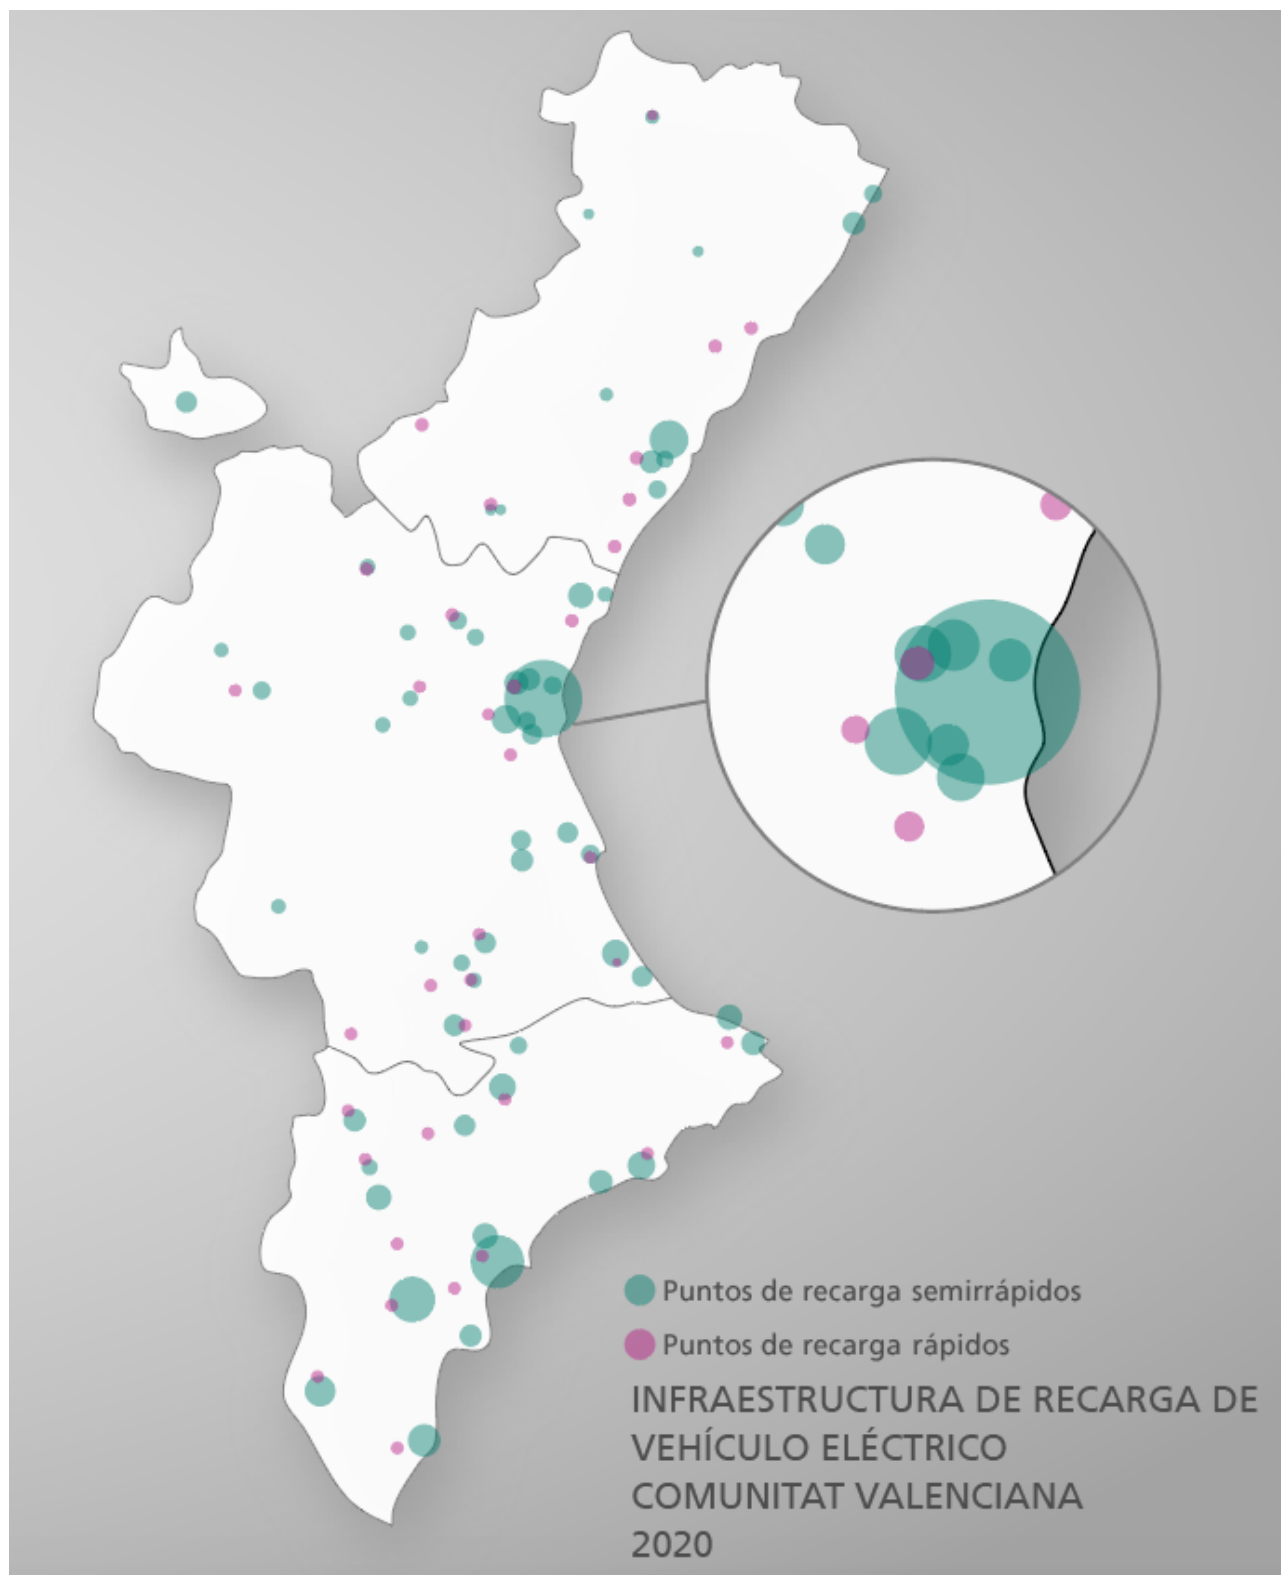 Puntos de recarga semirrápidos
Puntos de recarga rápidos
INFRAESTRUCTURA DE RECARGA DE
VEHÍCULO ELÉCTRICO
COMUNITAT VALENCIANA
2020